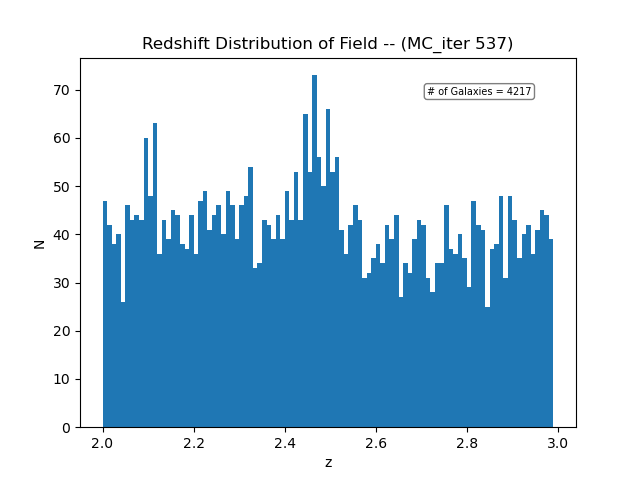 Redshift Distribution of Field -- (MC_iter 537)
# of Galaxies = 4217
70
60
50
40
30
20
10
0
N
2.0 2.2 2.4 2.6 2.8 3.0
z